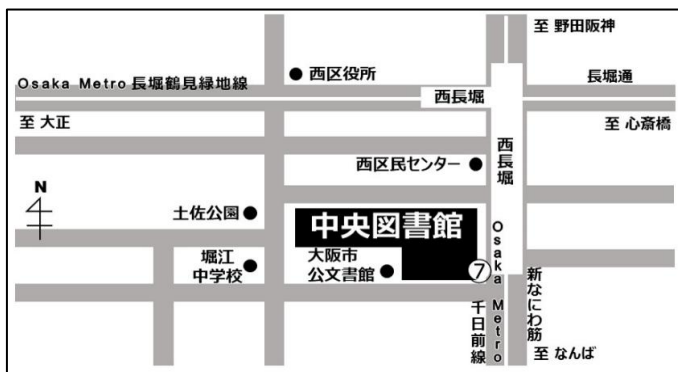 至 野田阪神
西区役所
長堀通
Osaka Metro 長堀鶴見緑地線
西長堀
至 大正
至 心斎橋
西長堀
西区民センター
N
土佐公園
中央図書館
堀江
中学校
大阪市
公文書館
⑦
Osaka Metro
千日前線
新なにわ筋
至 なんば